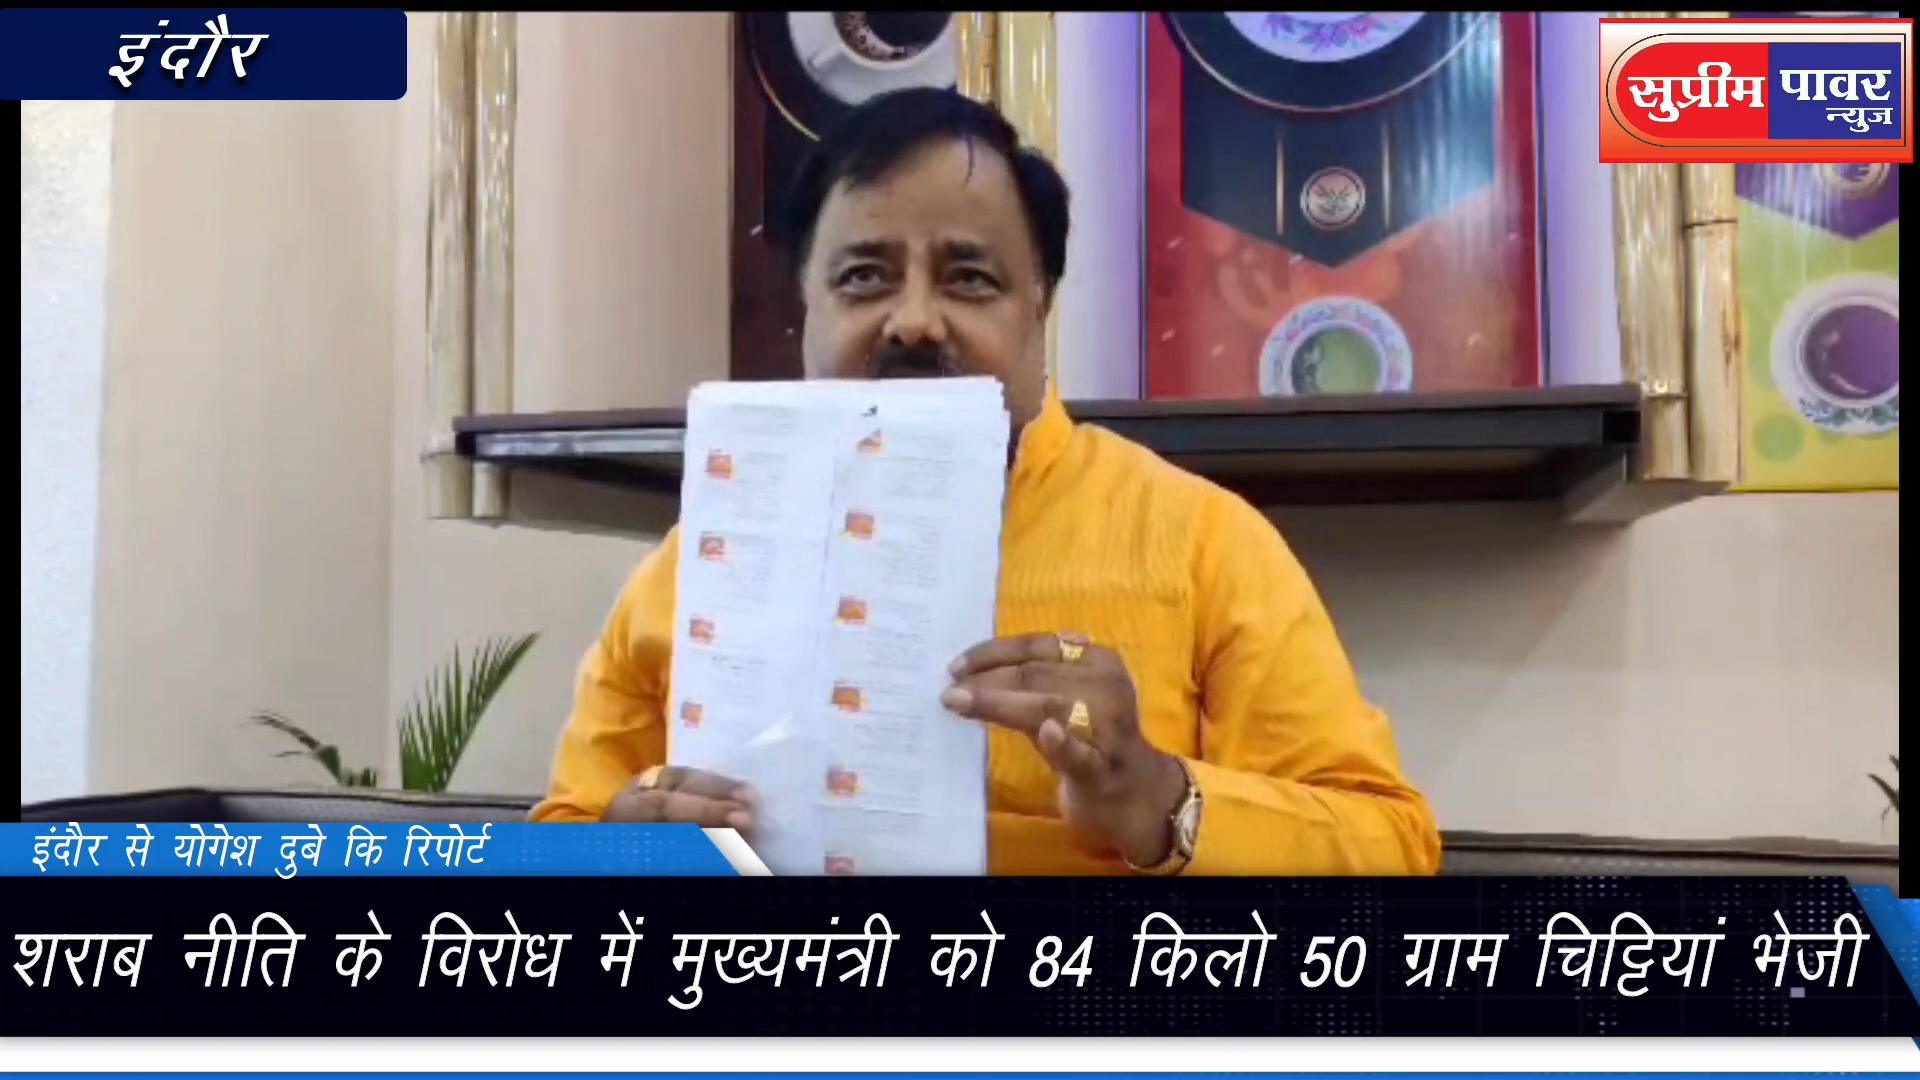 इंदौर
सुप्रीम पावर
न्युज
इंदौर से योगेश दुबे कि रिपोर्ट
शराब नीति के विरोध में मुख्यमंत्री को 84 किलो 50 ग्राम चिट्टियां भेजी